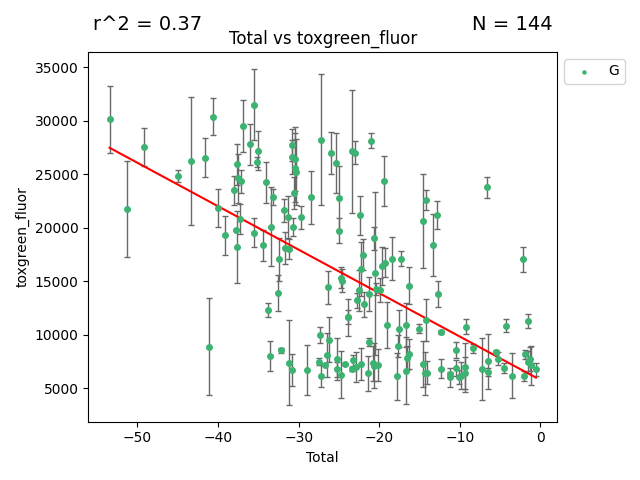 r^2 = 0.37
N = 144
Total vs toxgreen_fluor
G
35000
30000
25000
20000
15000
10000
5000
toxgreen_fluor
−50
−40
−30
−20
−10
0
Total